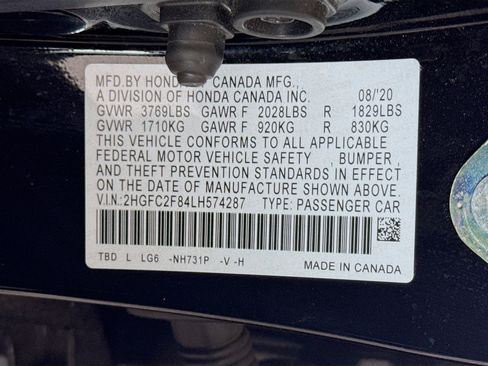 MFD.BY HONDA OF CANADA MFG.,
A DIVISION OF HONDA CANADA INC. 08/'20
GVWR 3769LBS GAWR F 2028LBS R 1829LBS
GVWR 1710KG GAWR F 920KG R 830KG
THIS VEHICLE CONFORMS TO ALL APPLICABLE
FEDERAL MOTOR VEHICLE SAFETY , BUMPER ,
AND THEFT PREVENTION STANDARDS IN EFFECT
ON THE DATE OF MANUFACTURE SHOWN ABOVE.
V.I.N.:2HGFC2F84LH574287 TYPE: PASSENGER CAR
TBD L LG6 -NH731P -V -H
MADE IN CANADA